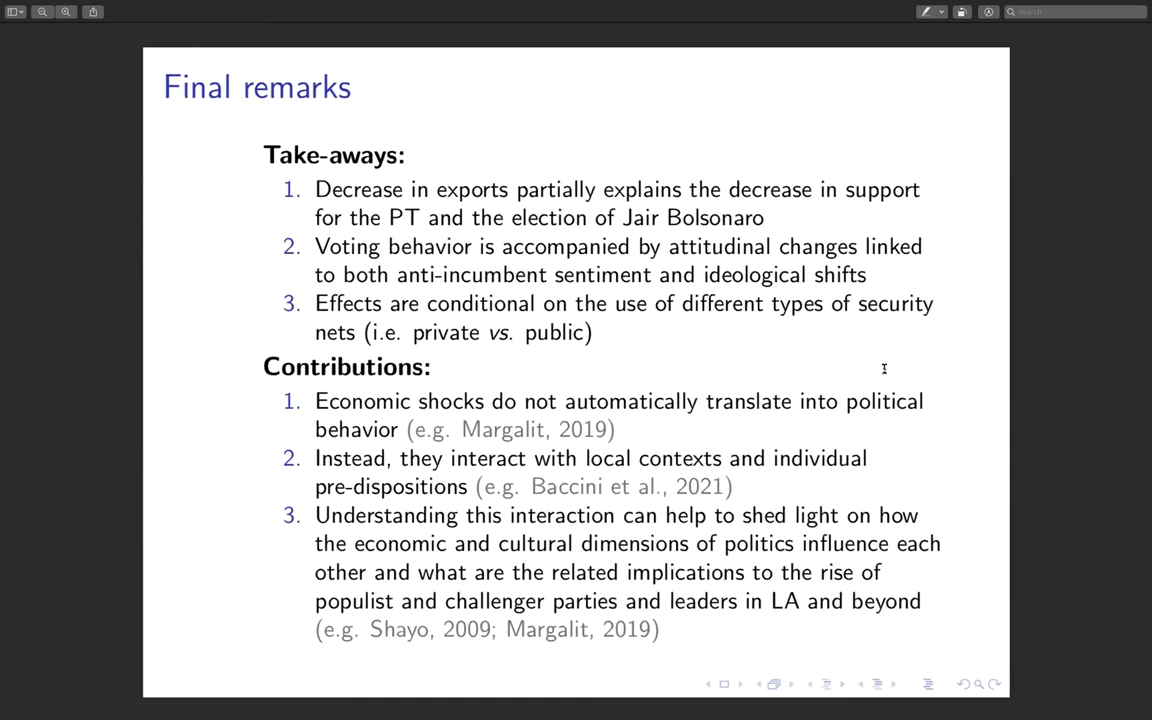 Search
Final remarks
Take-aways:
1. Decrease in exports partially explains the decrease in support
for the PT and the election of Jair Bolsonaro
2. Voting behavior is accompanied by attitudinal changes linked
to both anti-incumbent sentiment and ideological shifts
3. Effects are conditional on the use of different types of security
nets (i.e. private vs. public)
Contributions:
1. Economic shocks do not automatically translate into political
behavior (e.g. Margalit, 2019)
2. Instead, they interact with local contexts and individual
pre-dispositions (e.g. Baccini et al., 2021)
3. Understanding this interaction can help to shed light on how
the economic and cultural dimensions of politics influence each
other and what are the related implications to the rise of
populist and challenger parties and leaders in LA and beyond
(e.g. Shayo, 2009; Margalit, 2019)